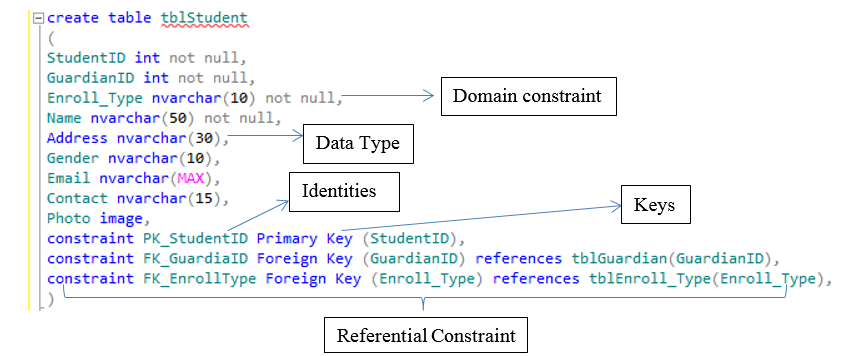 create table tblStudent
(
StudentID int not null,
GuardianID int not null,
Enroll_Type nvarchar(10) not null,
Domain constraint
Name nvarchar(50) not null,
Address nvarchar(30),
Data Type
Gender nvarchar(10),
Email nvarchar(MAX),
Identities
Contact nvarchar(15),
Keys
Photo image,
constraint PK_StudentID Primary Key (StudentID),
constraint FK_GuardiaID Foreign Key (GuardianID) references tblGuardian(GuardianID),
constraint FK_EnrollType Foreign Key (Enroll_Type) references tblEnroll_Type(Enroll_Type),
)
Referential Constraint